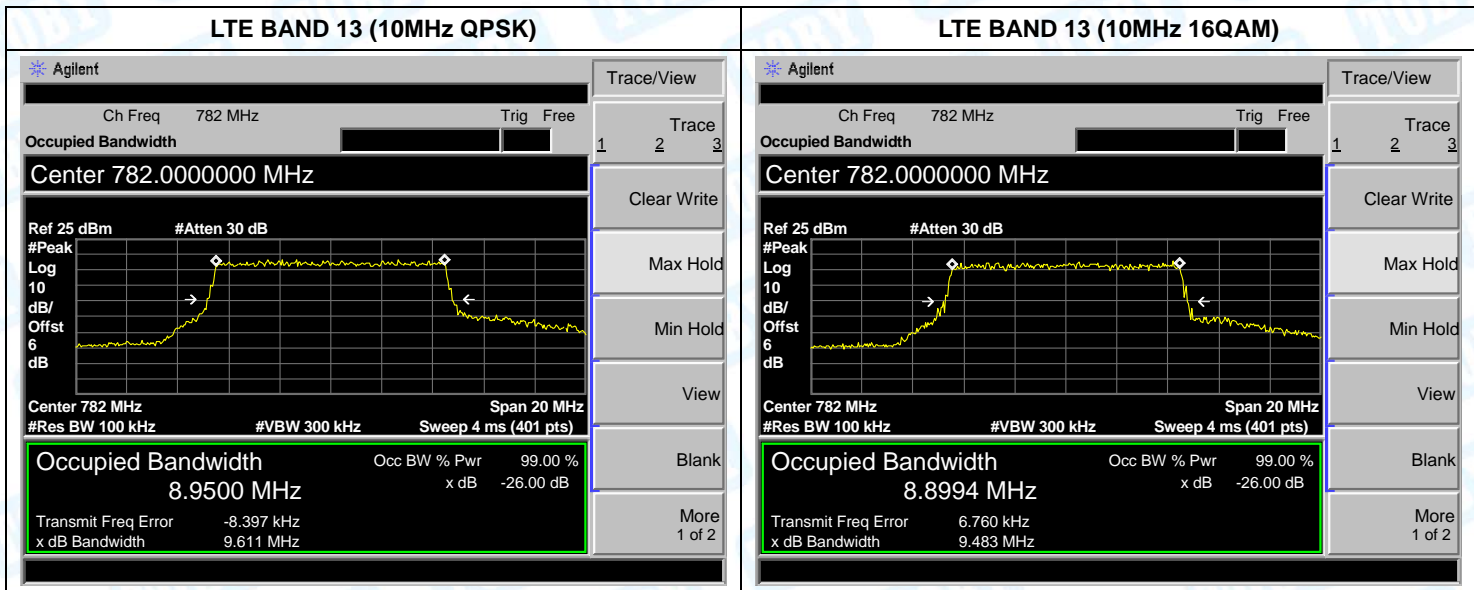 LTE BAND 13 (10MHz QPSK)
LTE BAND 13 (10MHz 16QAM)
Agilent
Trace/View
Ch Freq 782 MHz Trig Free
Occupied Bandwidth
Trace
1 2 3
Center 782.0000000 MHz
Clear Write
Ref 25 dBm #Atten 30 dB
#Peak
Log
10
dB/
Offst
6
dB
Max Hold
Min Hold
View
Center 782 MHz Span 20 MHz
#Res BW 100 kHz #VBW 300 kHz Sweep 4 ms (401 pts)
Occupied Bandwidth Occ BW % Pwr 99.00 %
8.9500 MHz x dB -26.00 dB
Blank
Transmit Freq Error -8.397 kHz
x dB Bandwidth 9.611 MHz
More
1 of 2
Agilent
Trace/View
Ch Freq 782 MHz Trig Free
Occupied Bandwidth
Trace
1 2 3
Center 782.0000000 MHz
Clear Write
Ref 25 dBm #Atten 30 dB
#Peak
Log
10
dB/
Offst
6
dB
Max Hold
Min Hold
View
Center 782 MHz Span 20 MHz
#Res BW 100 kHz #VBW 300 kHz Sweep 4 ms (401 pts)
Occupied Bandwidth Occ BW % Pwr 99.00 %
8.8994 MHz x dB -26.00 dB
Blank
Transmit Freq Error 6.760 kHz
x dB Bandwidth 9.483 MHz
More
1 of 2